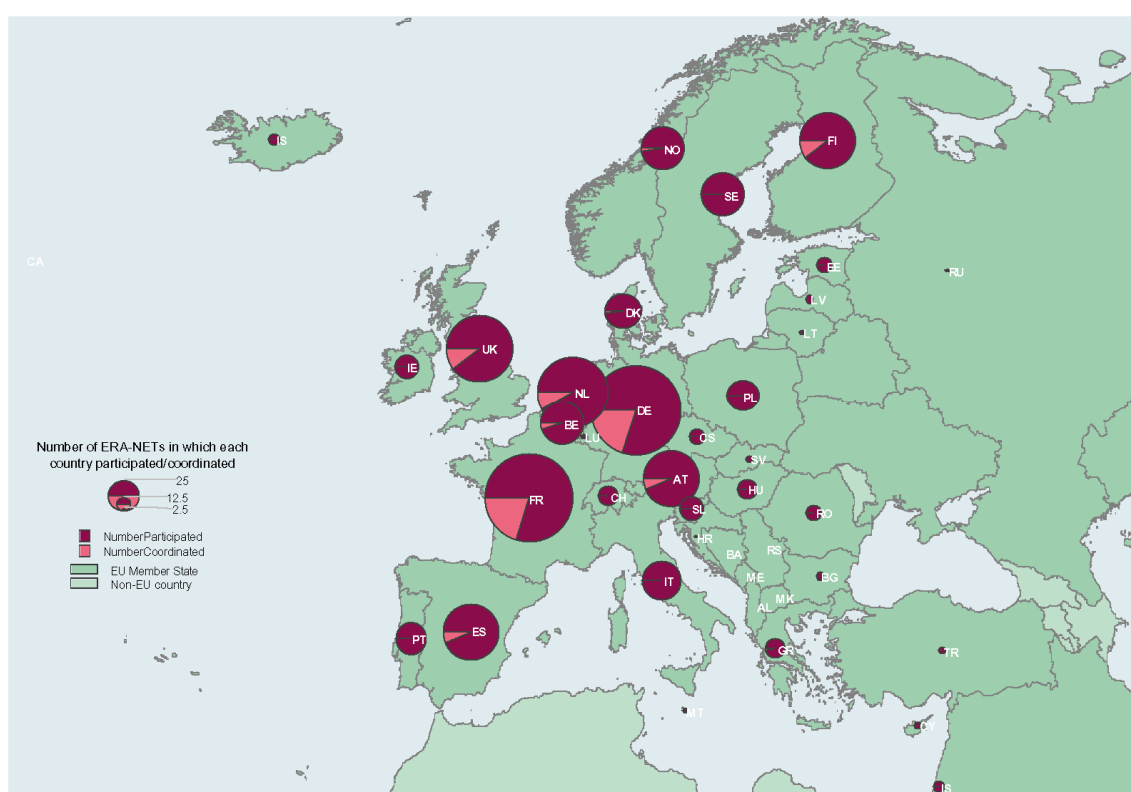 IS
NO
FI
SE
CA
EE
RU
LV
DK
LT
UK
IE
NL
PL
DE
BE
LU
CS
SV
AT
HU
FR
CH
SL
RO
HR
RS
BA
IT
ME
BG
MK
AL
ES
PT
GR
TR
MT
CY
IS
Number of ERA-NETs in which each
country participated/coordinated
25
12.5
2.5
NumberParticipated
NumberCoordinated
EU Member State
Non-EU country